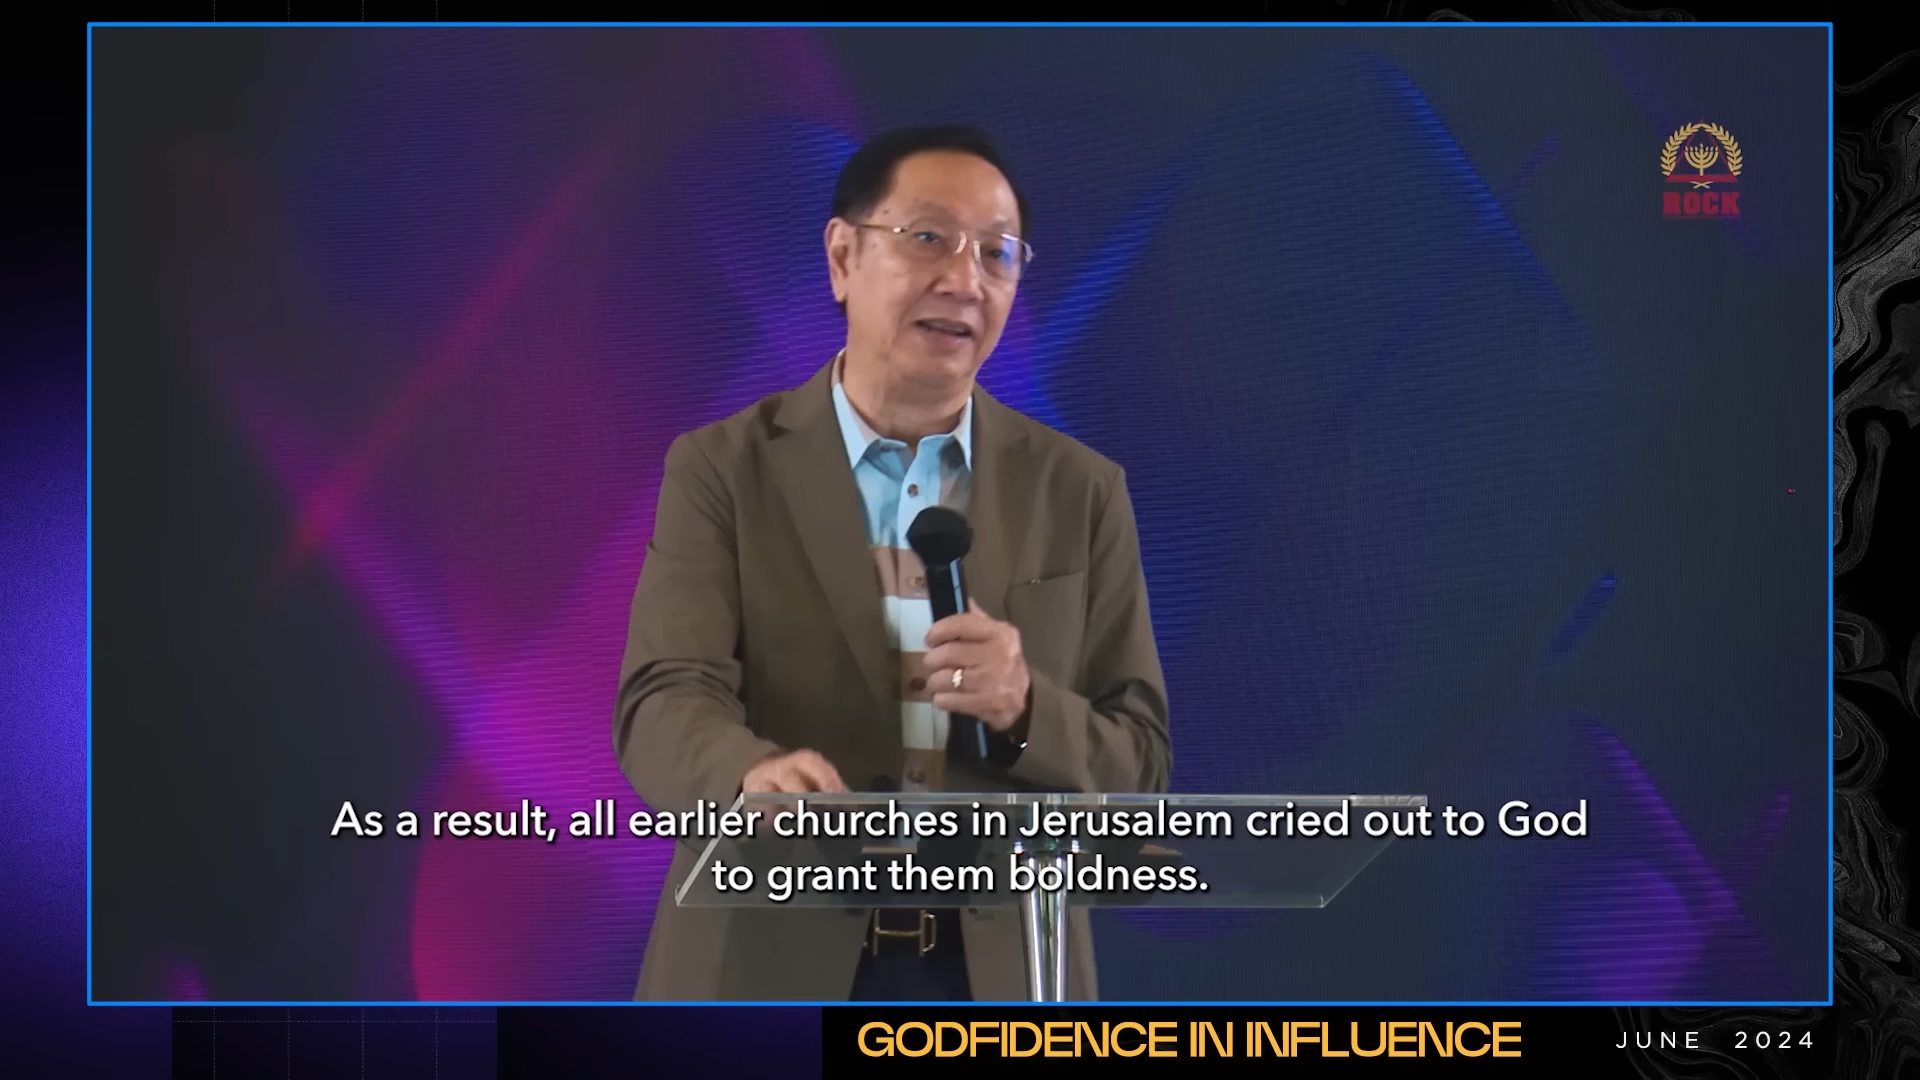 ROCK
As a result, all earlier churches in Jerusalem cried out to God
to grant them boldness.
GODFIDENCE IN INFLUENCE
JUNE 2024